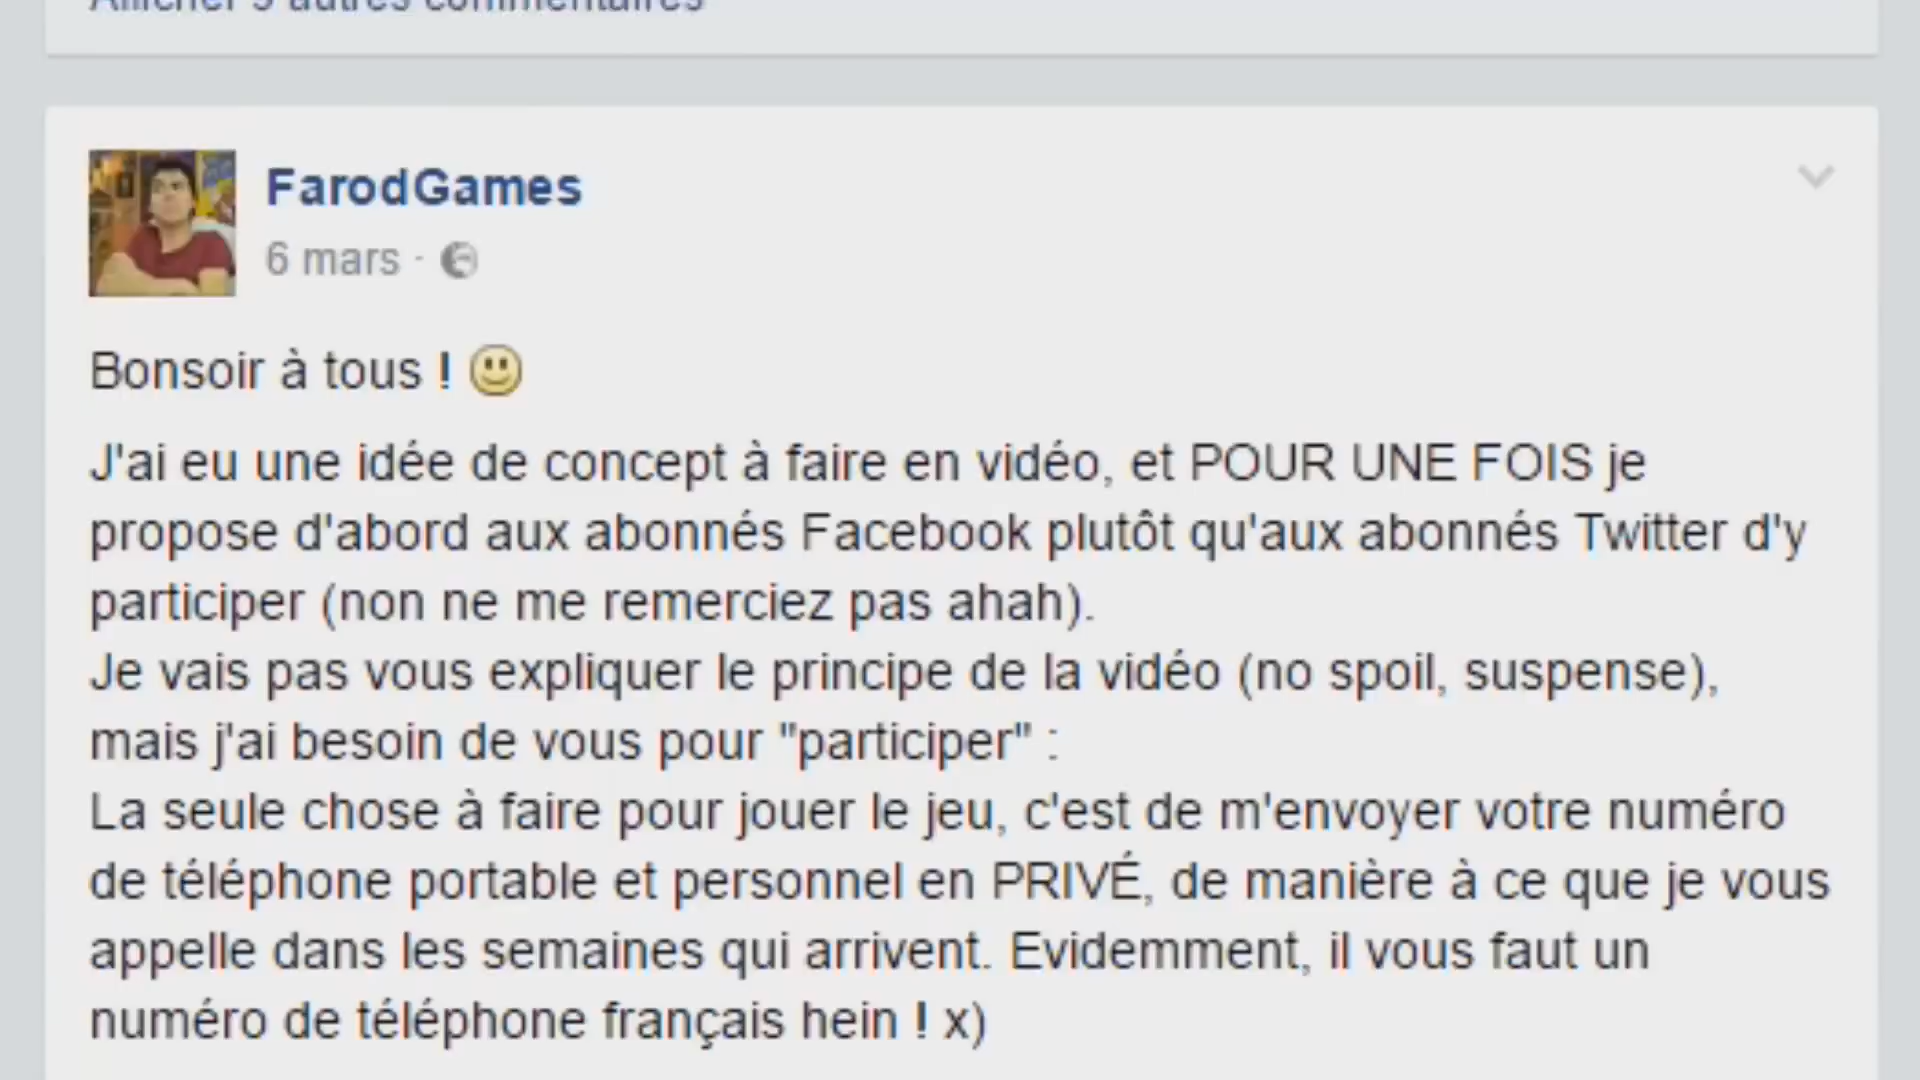 Afficher 9 autres commentaires
FarodGames
6 mars ·
Bonsoir à tous !
J'ai eu une idée de concept à faire en vidéo, et POUR UNE FOIS je
propose d'abord aux abonnés Facebook plutôt qu'aux abonnés Twitter d'y
participer (non ne me remerciez pas ahah).
Je vais pas vous expliquer le principe de la vidéo (no spoil, suspense),
mais j'ai besoin de vous pour "participer" :
La seule chose à faire pour jouer le jeu, c'est de m'envoyer votre numéro
de téléphone portable et personnel en PRIVÉ, de manière à ce que je vous
appelle dans les semaines qui arrivent. Evidemment, il vous faut un
numéro de téléphone français hein ! x)